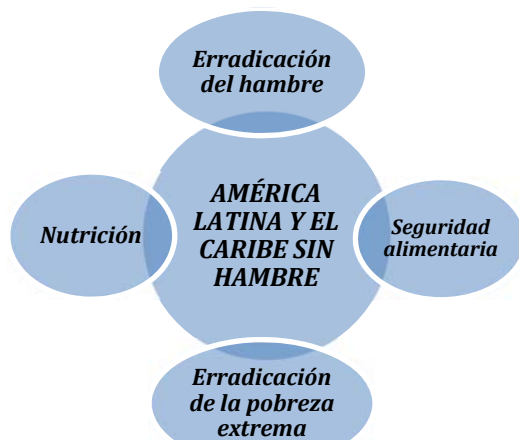 Erradicación
del hambre
AMÉRICA
LATINA Y EL
CARIBE SIN
HAMBRE
Nutrición
Seguridad
alimentaria
Erradicación
de la pobreza
extrema